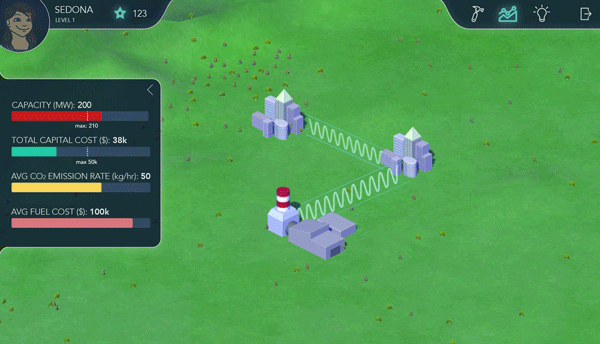 SEDONA
LEVEL 1
123
CAPACITY (MW): 200
max: 210
TOTAL CAPITAL COST ($): 38k
max 50k
AVG CO₂ EMISSION RATE (kg/hr): 50
AVG FUEL COST ($): 100k